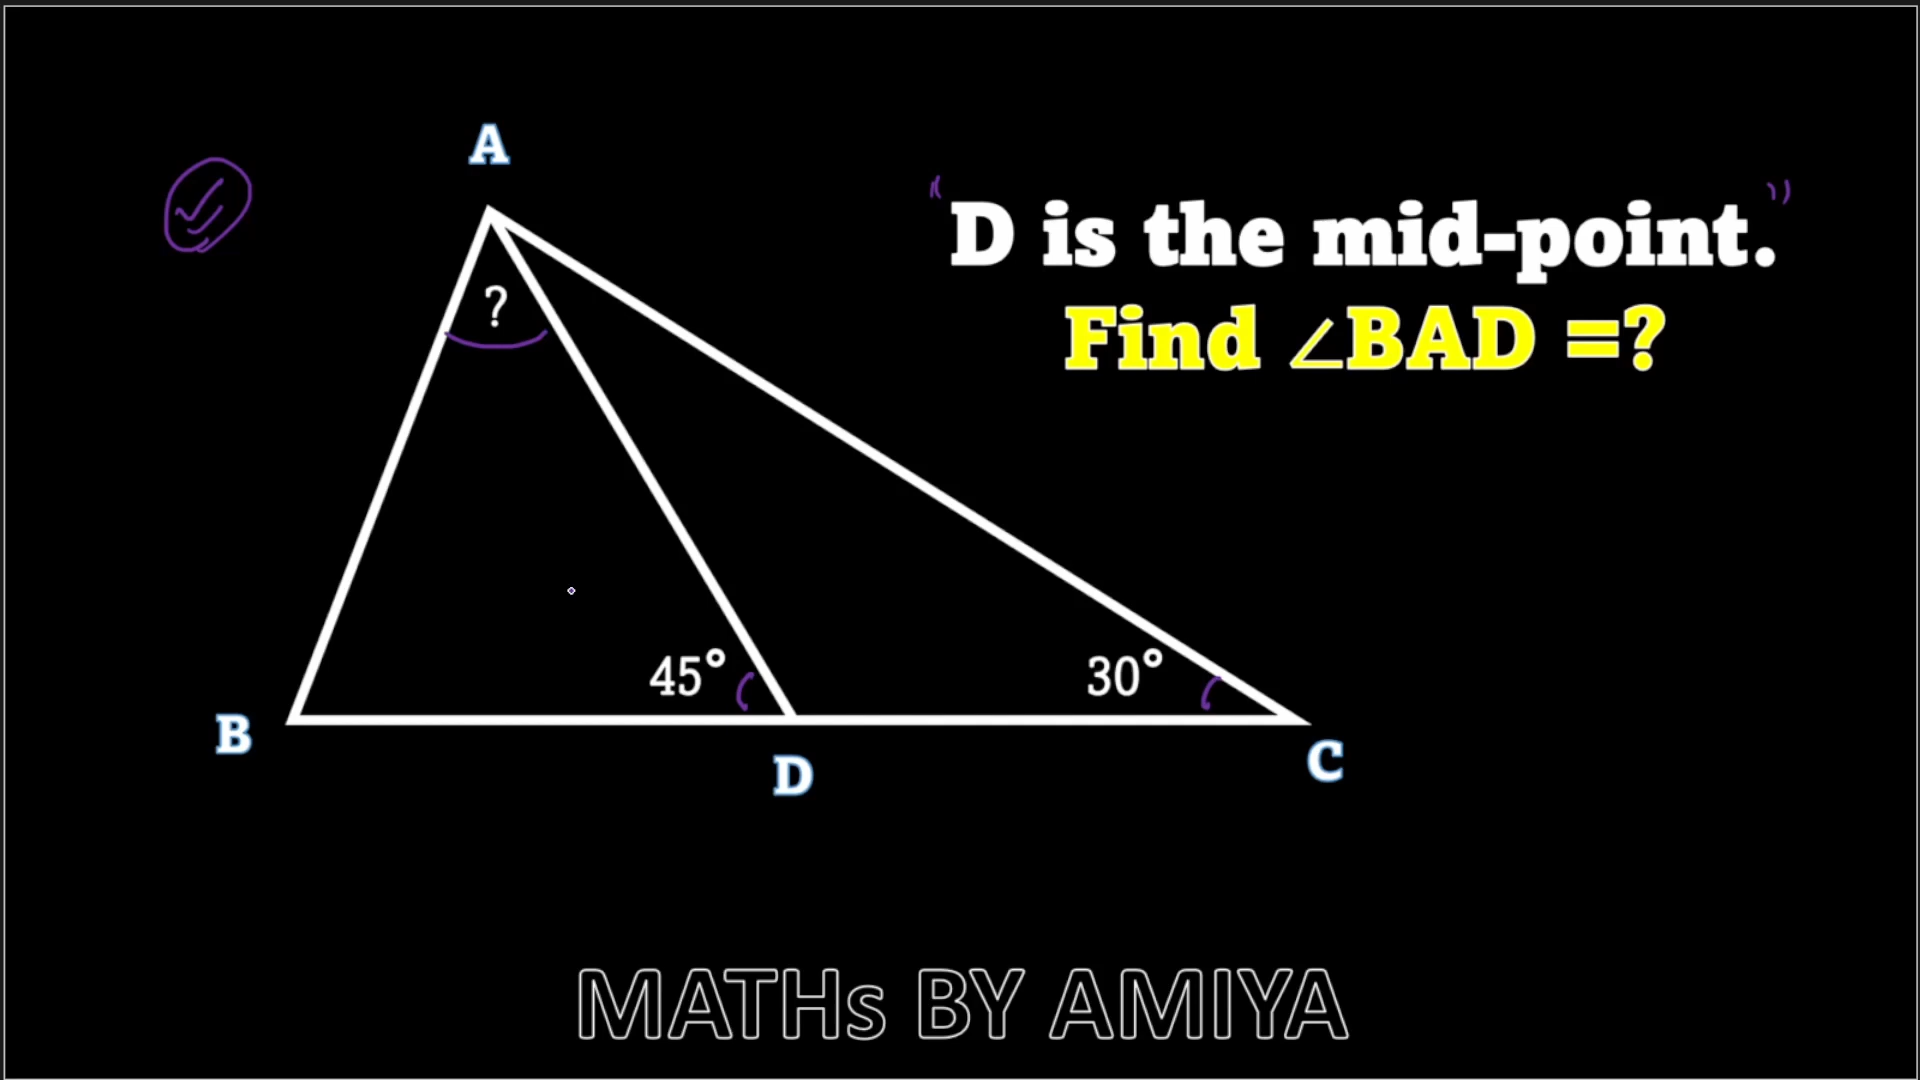 A
"D is the mid-point."
Find ∠BAD =?
?
45°
30°
B
D
C
MATHs BY AMIYA